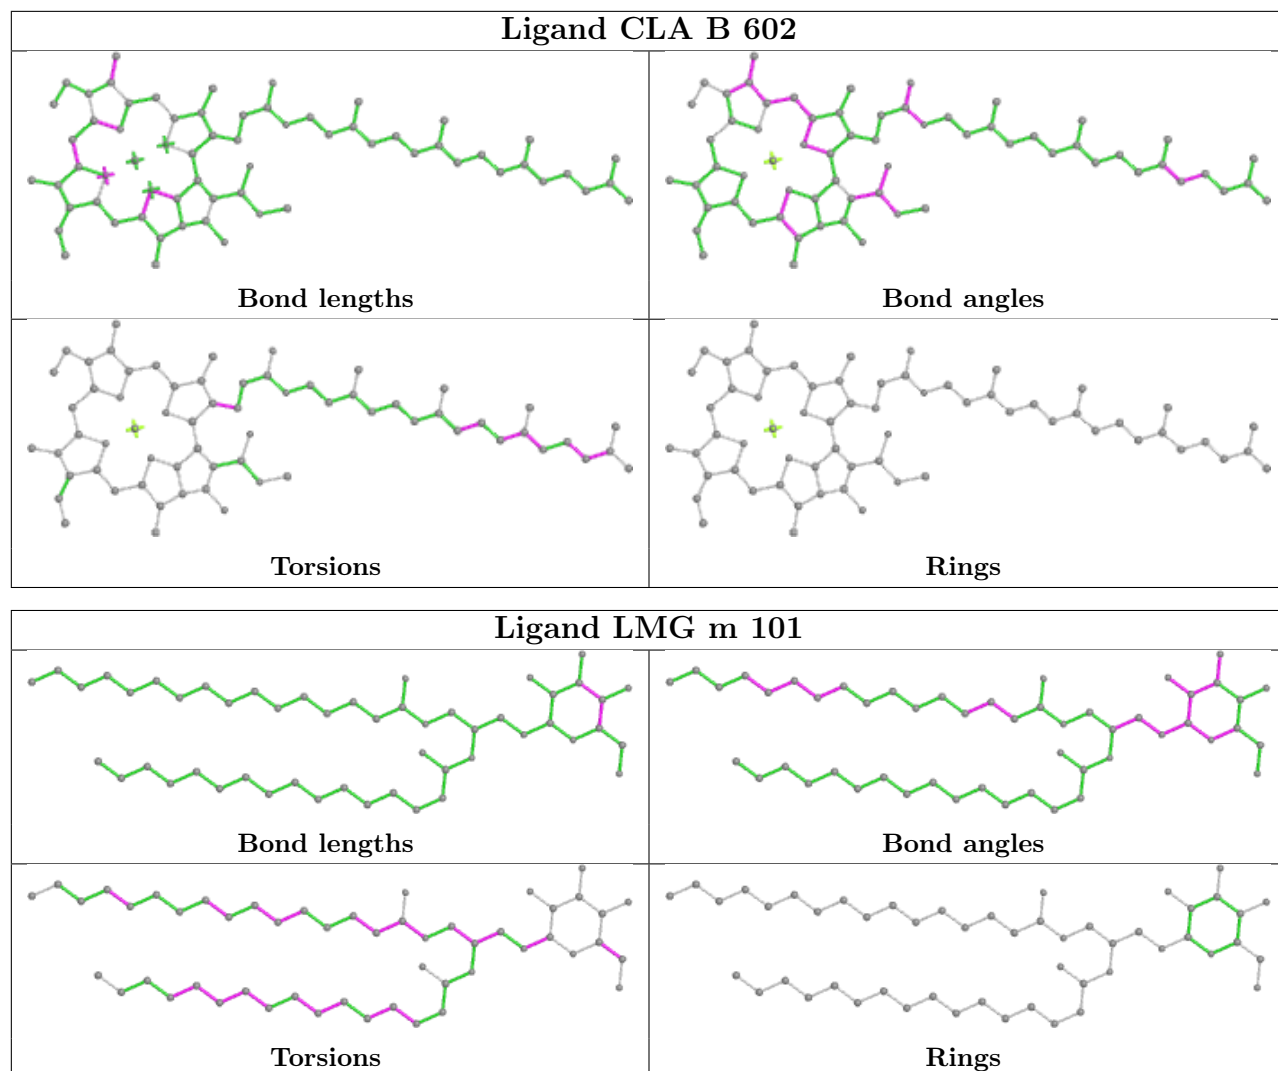 Ligand CLA B 602
Bond lengths
Bond angles
Torsions
Rings
Ligand LMG m 101
Bond lengths
Bond angles
Torsions
Rings